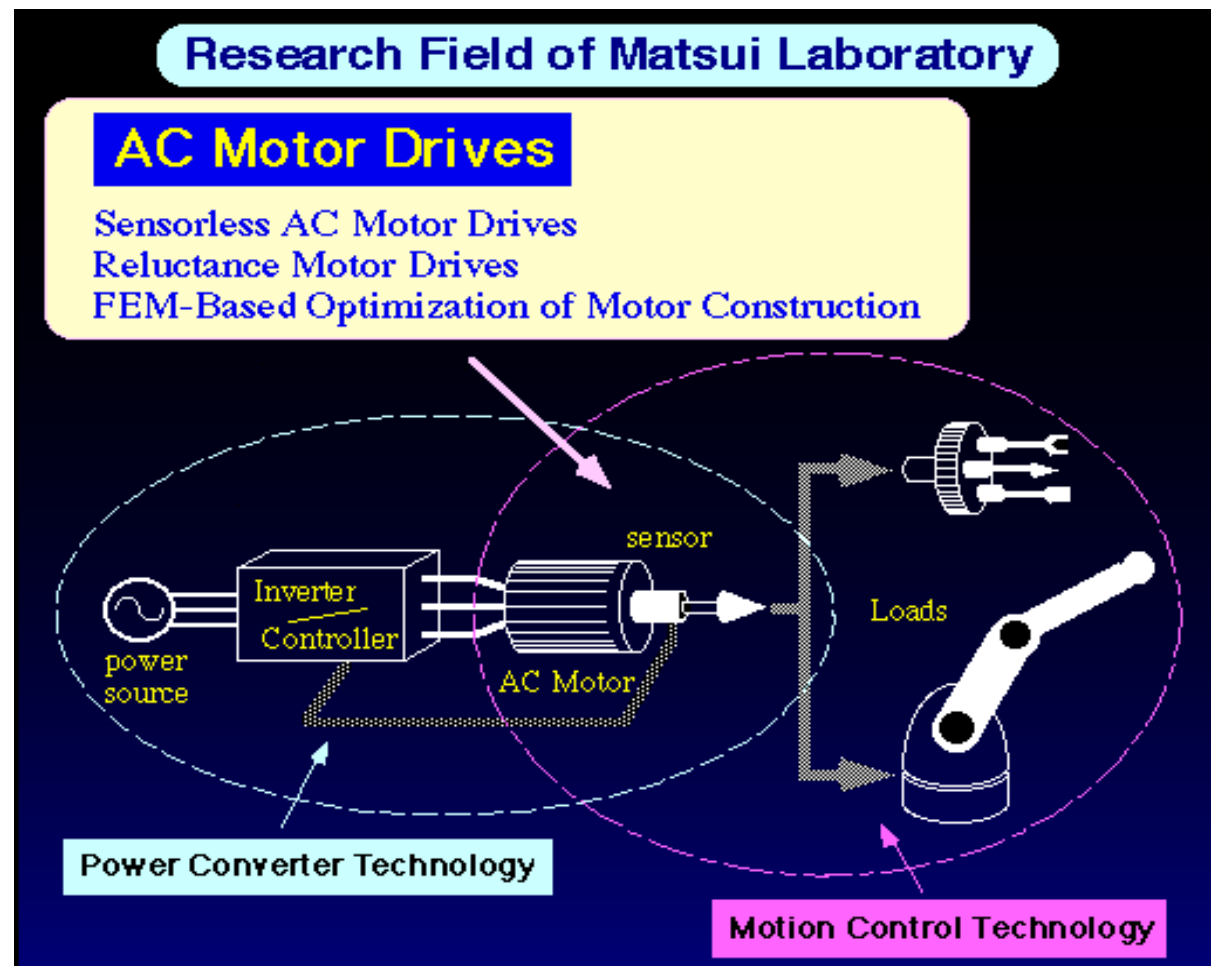 Research Field of Matsui Laboratory
AC Motor Drives
Sensorless AC Motor Drives
Reluctance Motor Drives
FEM-Based Optimization of Motor Construction
sensor
Inverter
Controller
Loads
power
source
AC Motor
Power Converter Technology
Motion Control Technology